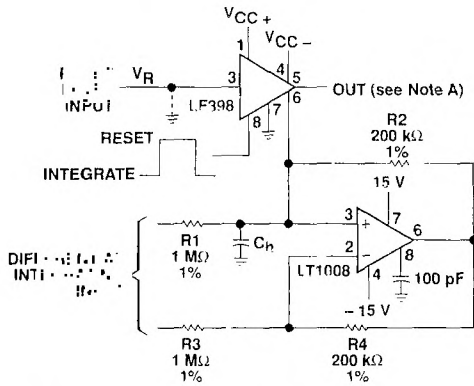 VCC+
VCC−
1
4
5
VR
3
6
OUT (see Note A)
INPUT
LF398
7
8
R2
200 kΩ
1%
RESET
INTEGRATE
15 V
3
+
7
6
R1
1 MΩ
1%
Ch
2
−
LT1008
4
8
100 pF
− 15 V
R3
1 MΩ
1%
R4
200 kΩ
1%